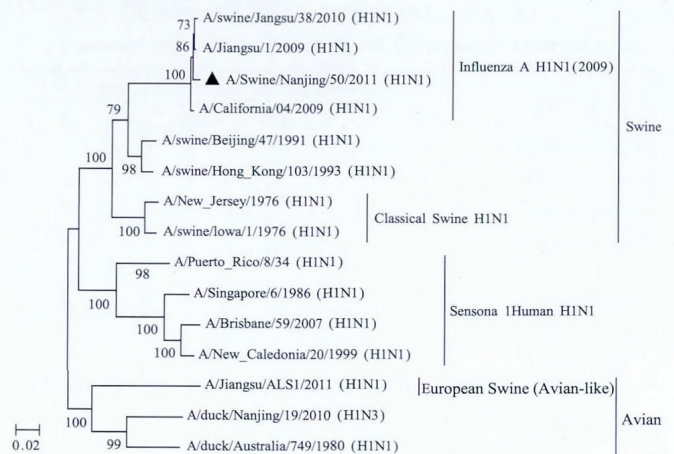 73
A/swine/Jangsu/38/2010 (H1N1)
86
A/Jiangsu/1/2009 (H1N1)
100
▲ A/Swine/Nanjing/50/2011 (H1N1)
A/California/04/2009 (H1N1)
Influenza A H1N1(2009)
79
A/swine/Beijing/47/1991 (H1N1)
98
A/swine/Hong_Kong/103/1993 (H1N1)
Swine
100
A/New_Jersey/1976 (H1N1)
100
A/swine/Iowa/1/1976 (H1N1)
Classical Swine H1N1
A/Puerto_Rico/8/34 (H1N1)
98
100
A/Singapore/6/1986 (H1N1)
100
A/Brisbane/59/2007 (H1N1)
100
A/New_Caledonia/20/1999 (H1N1)
Sensona 1Human H1N1
A/Jiangsu/ALS1/2011 (H1N1)
European Swine (Avian-like)
100
A/duck/Nanjing/19/2010 (H1N3)
99
A/duck/Australia/749/1980 (H1N1)
Avian
0.02